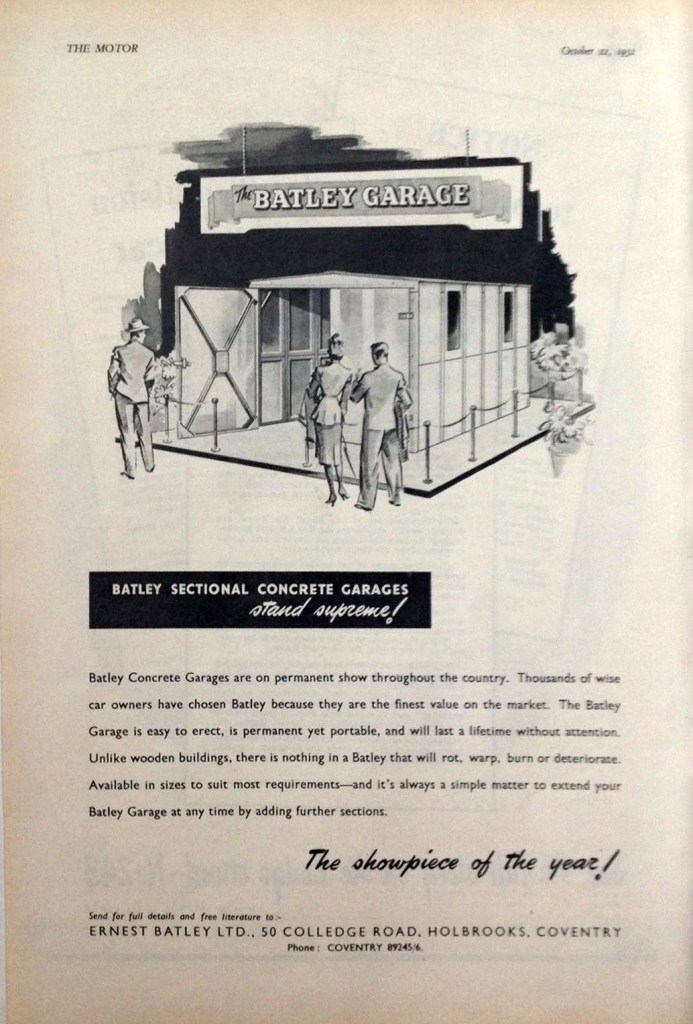 THE MOTOR
October 22, 1952
The BATLEY GARAGE
BATLEY SECTIONAL CONCRETE GARAGES
stand supreme!
Batley Concrete Garages are on permanent show throughout the country. Thousands of wise
car owners have chosen Batley because they are the finest value on the market. The Batley
Garage is easy to erect, is permanent yet portable, and will last a lifetime without attention.
Unlike wooden buildings, there is nothing in a Batley that will rot, warp, burn or deteriorate.
Available in sizes to suit most requirements—and it's always a simple matter to extend your
Batley Garage at any time by adding further sections.
The showpiece of the year!
Send for full details and free literature to:-
ERNEST BATLEY LTD., 50 COLLEDGE ROAD, HOLBROOKS, COVENTRY
Phone: COVENTRY 89245/6.